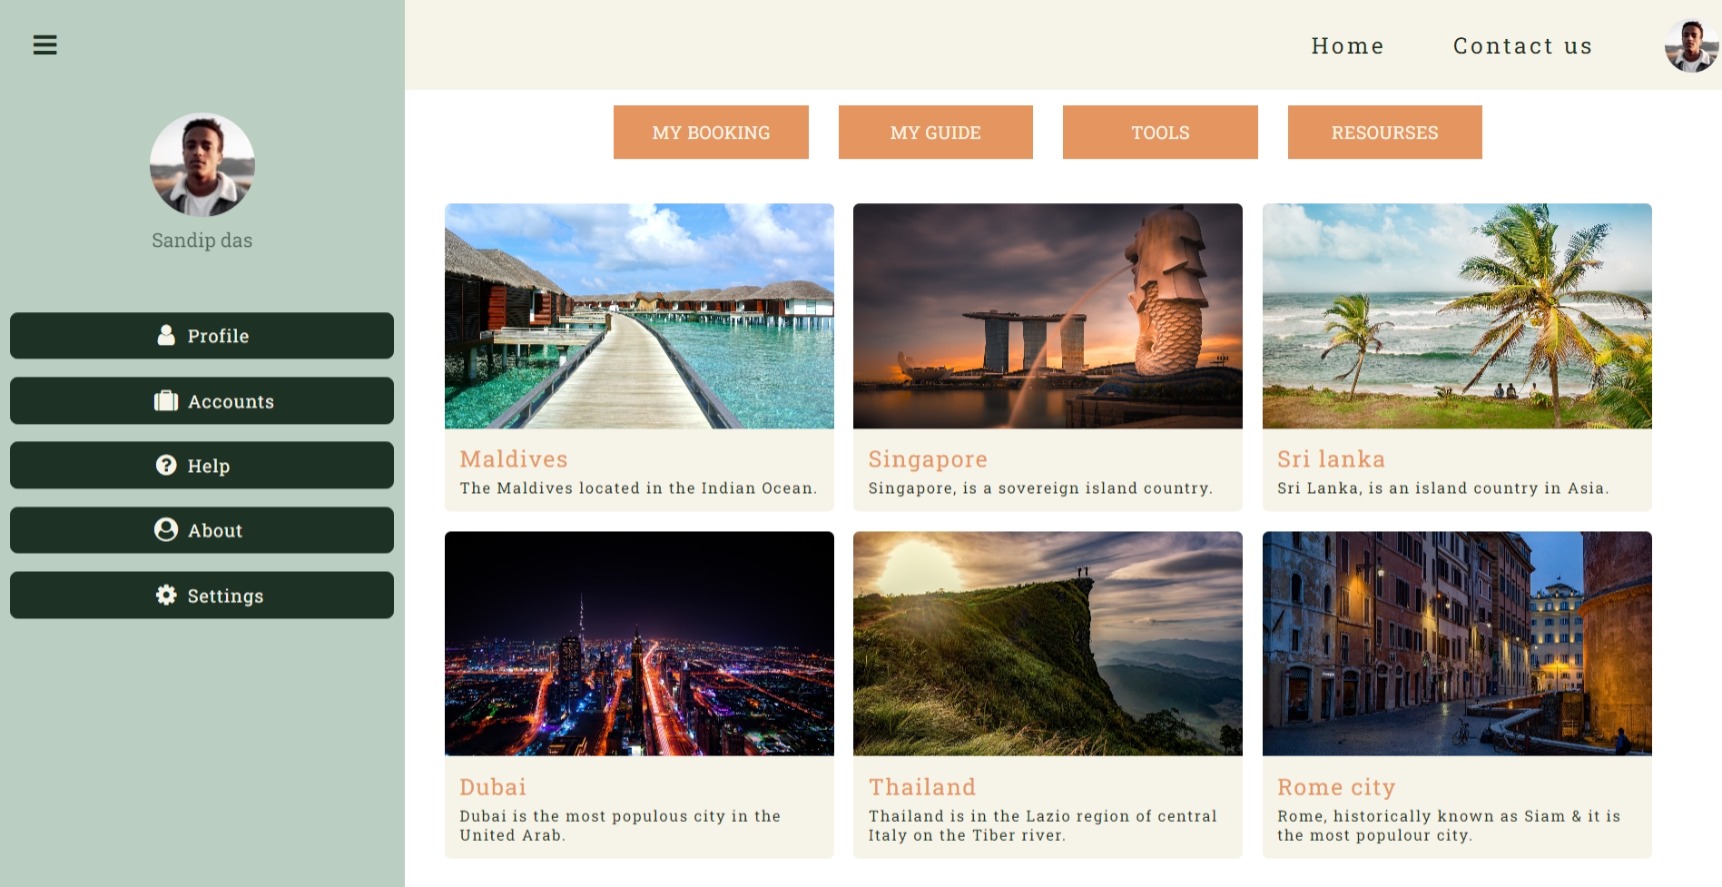 Home
Contact us
Sandip das
Profile
Accounts
Help
About
Settings
MY BOOKING
MY GUIDE
TOOLS
RESOURSES
Maldives
The Maldives located in the Indian Ocean.
Singapore
Singapore, is a sovereign island country.
Sri lanka
Sri Lanka, is an island country in Asia.
Dubai
Dubai is the most populous city in the
United Arab.
Thailand
Thailand is in the Lazio region of central
Italy on the Tiber river.
Rome city
Rome, historically known as Siam & it is
the most populour city.